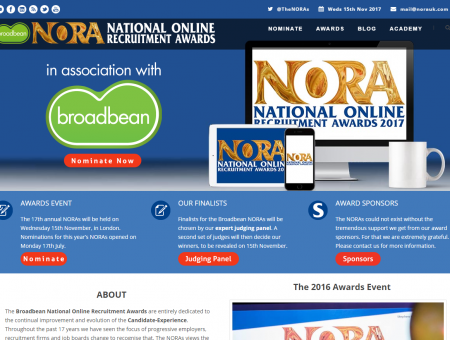 @TheNORAs Weds 15th Nov 2017 mail@norauk.com
broadbean NORA NATIONAL ONLINE
RECRUITMENT AWARDS
NOMINATE AWARDS BLOG ACADEMY
in association with
broadbean
Nominate Now
NORA
NATIONAL ONLINE
RECRUITMENT AWARDS 2017
NORA
NATIONAL ONLINE
RECRUITMENT AWARDS 2017
AWARDS EVENT
The 17th annual NORAs will be held on
Wednesday 15th November, in London.
Nominations for this year's NORAs opened on
Monday 17th July.
Nominate
OUR FINALISTS
Finalists for the Broadbean NORAs will be
chosen by our expert judging panel. A
second set of judges will then decide our
winners, to be revealed on 15th November.
Judging Panel
AWARD SPONSORS
The NORAs could not exist without the
tremendous support we get from our award
sponsors. For that we are extremely grateful.
Please contact us for more information.
Sponsors
ABOUT
The Broadbean National Online Recruitment Awards are entirely dedicated to
the continual improvement and evolution of the Candidate-Experience.
Throughout the past 17 years we have seen the focus of progressive employers,
recruitment firms and job boards change to recognise that. The NORAs views the
The 2016 Awards Event